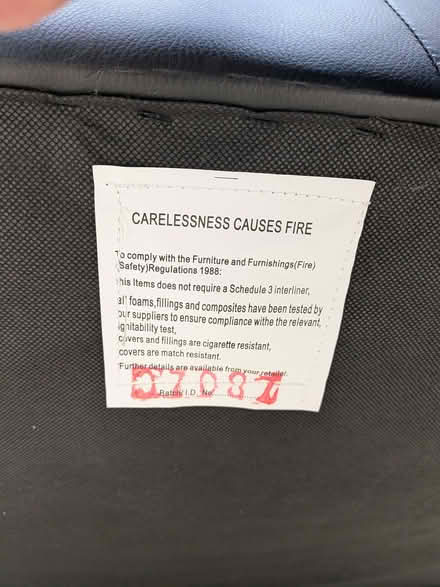 CARELESSNESS CAUSES FIRE
To comply with the Furniture and Furnishings(Fire)
(Safety)Regulations 1988:
his Items does not require a Schedule 3 interliner,
all foams,fillings and composites have been tested by
our suppliers to ensure compliance withe the relevant,
ignitability test,
covers and fillings are cigarette resistant,
covers are match resistant.
Further details are available from your retailer.
Batch/ I.D. No